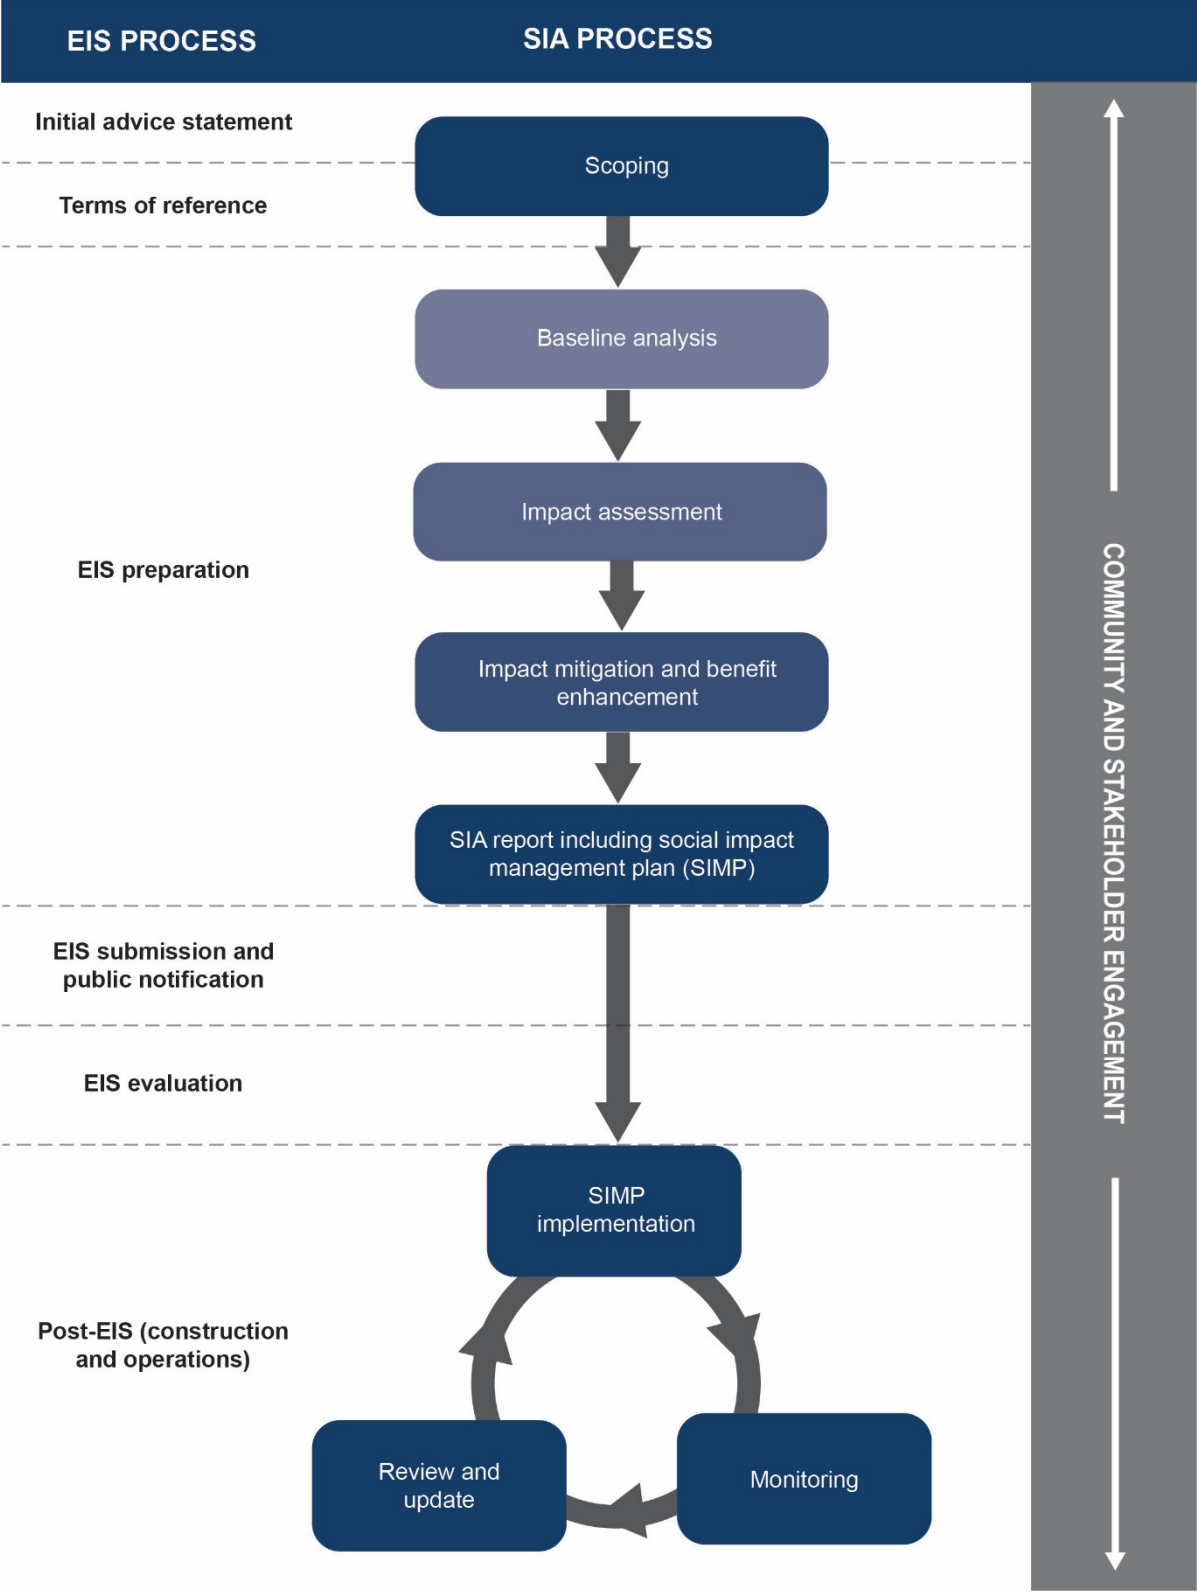 EIS PROCESS
SIA PROCESS
Initial advice statement
Scoping
Terms of reference
Baseline analysis
Impact assessment
EIS preparation
Impact mitigation and benefit
enhancement
SIA report including social impact
management plan (SIMP)
EIS submission and
public notification
EIS evaluation
SIMP
implementation
Post-EIS (construction
and operations)
Review and
update
Monitoring
COMMUNITY AND STAKEHOLDER ENGAGEMENT